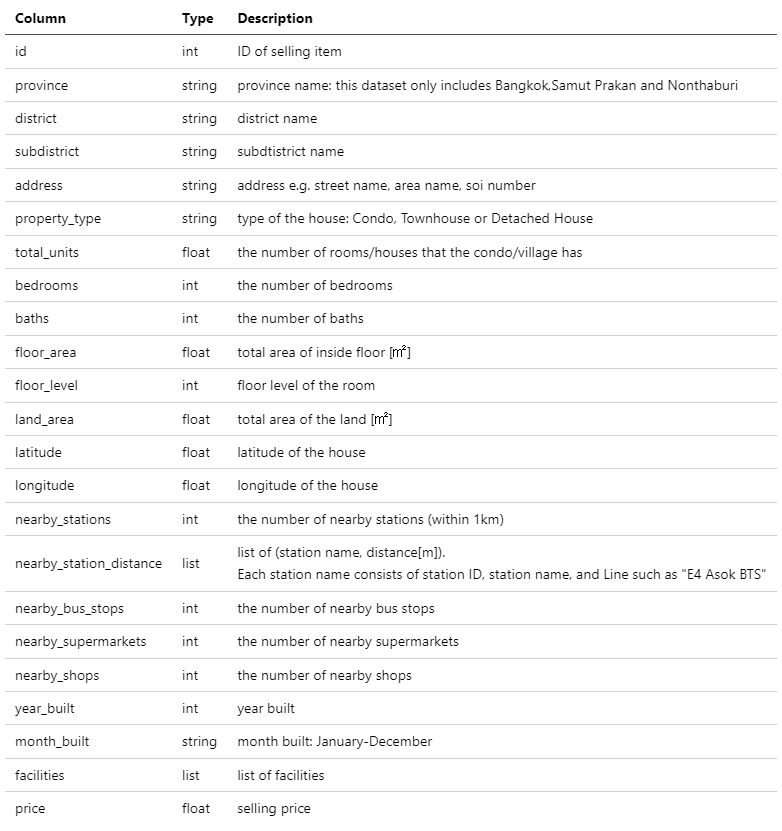 Column Type Description
id int ID of selling item
province string province name: this dataset only includes Bangkok,Samut Prakan and Nonthaburi
district string district name
subdistrict string subdtistrict name
address string address e.g. street name, area name, soi number
property_type string type of the house: Condo, Townhouse or Detached House
total_units float the number of rooms/houses that the condo/village has
bedrooms int the number of bedrooms
baths int the number of baths
floor_area float total area of inside floor [㎡]
floor_level int floor level of the room
land_area float total area of the land [㎡]
latitude float latitude of the house
longitude float longitude of the house
nearby_stations int the number of nearby stations (within 1km)
nearby_station_distance list list of (station name, distance[m]).
Each station name consists of station ID, station name, and Line such as "E4 Asok BTS"
nearby_bus_stops int the number of nearby bus stops
nearby_supermarkets int the number of nearby supermarkets
nearby_shops int the number of nearby shops
year_built int year built
month_built string month built: January-December
facilities list list of facilities
price float selling price